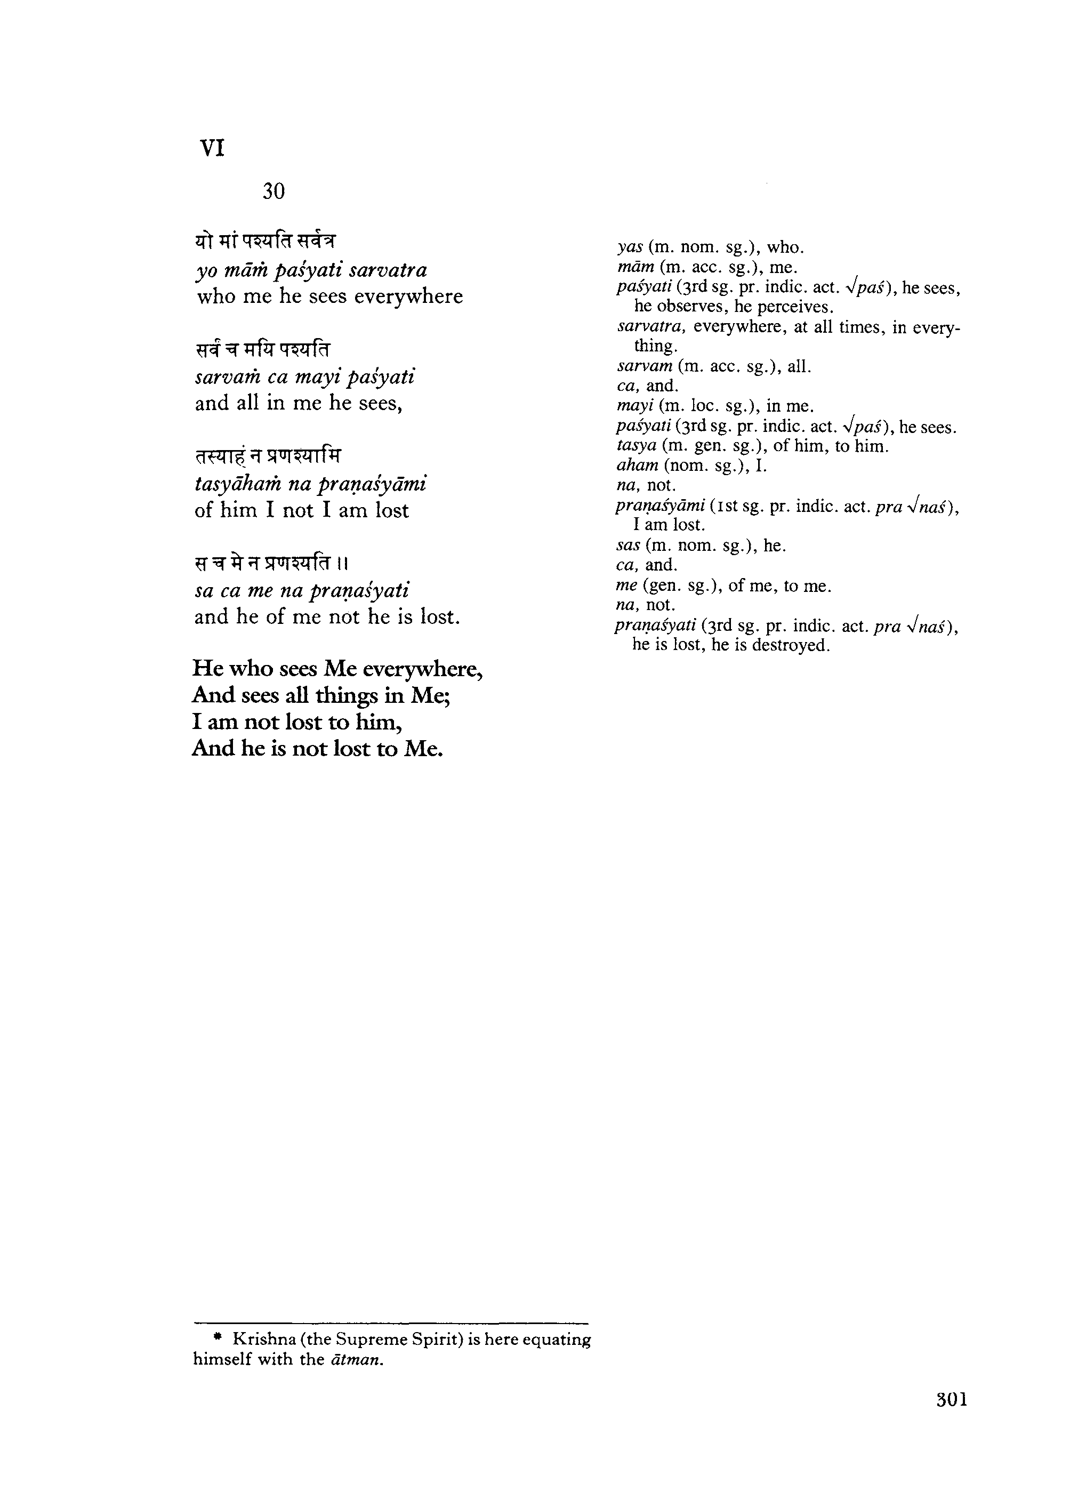 VI
30
यो मां पश्यति सर्वत्र
yo māṁ paśyati sarvatra
who me he sees everywhere
सर्वं च मयि पश्यति
sarvaṁ ca mayi paśyati
and all in me he sees,
तस्याहं न प्रणश्यामि
tasyāhaṁ na praṇaśyāmi
of him I not I am lost
स च मे न प्रणश्यति ।।
sa ca me na praṇaśyati
and he of me not he is lost.
He who sees Me everywhere,
And sees all things in Me;
I am not lost to him,
And he is not lost to Me.
yas (m. nom. sg.), who.
mām (m. acc. sg.), me.
paśyati (3rd sg. pr. indic. act. √paś), he sees,
he observes, he perceives.
sarvatra, everywhere, at all times, in every-
thing.
sarvam (m. acc. sg.), all.
ca, and.
mayi (m. loc. sg.), in me.
paśyati (3rd sg. pr. indic. act. √paś), he sees.
tasya (m. gen. sg.), of him, to him.
aham (nom. sg.), I.
na, not.
praṇaśyāmi (1st sg. pr. indic. act. pra √naś),
I am lost.
sas (m. nom. sg.), he.
ca, and.
me (gen. sg.), of me, to me.
na, not.
praṇaśyati (3rd sg. pr. indic. act. pra √naś),
he is lost, he is destroyed.
* Krishna (the Supreme Spirit) is here equating
himself with the ātman.
301